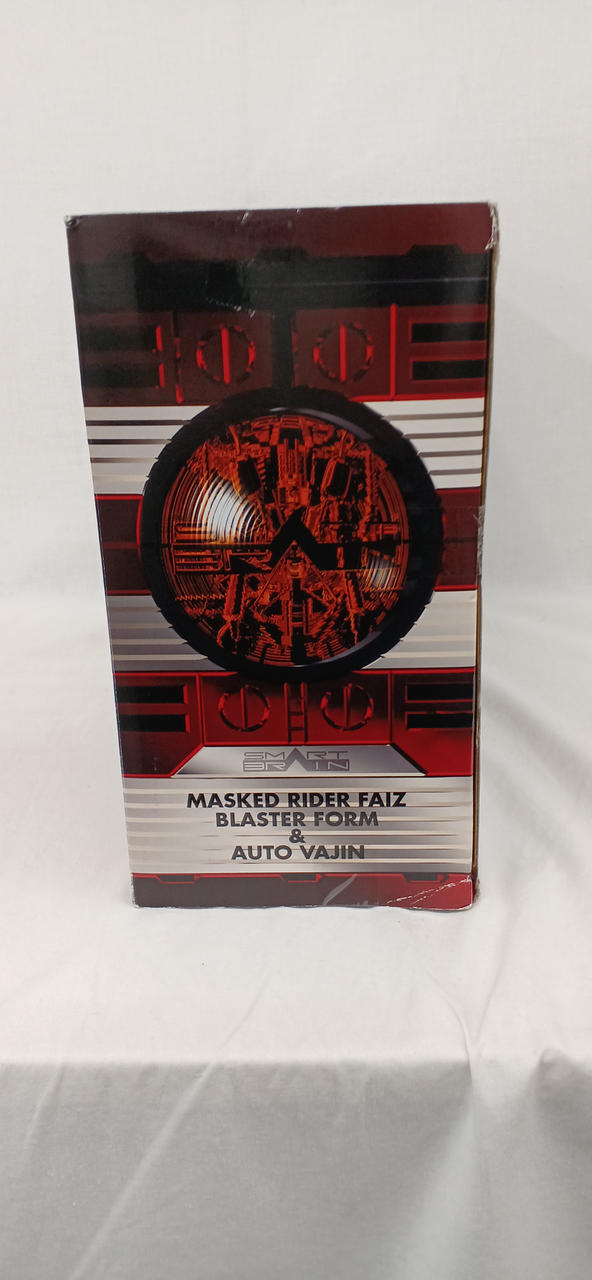 SMART
BRAIN
MASKED RIDER FAIZ
BLASTER FORM
&
AUTO VAJIN